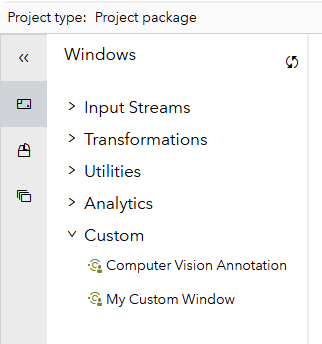 Project type: Project package
Windows
Input Streams
Transformations
Utilities
Analytics
Custom
Computer Vision Annotation
My Custom Window